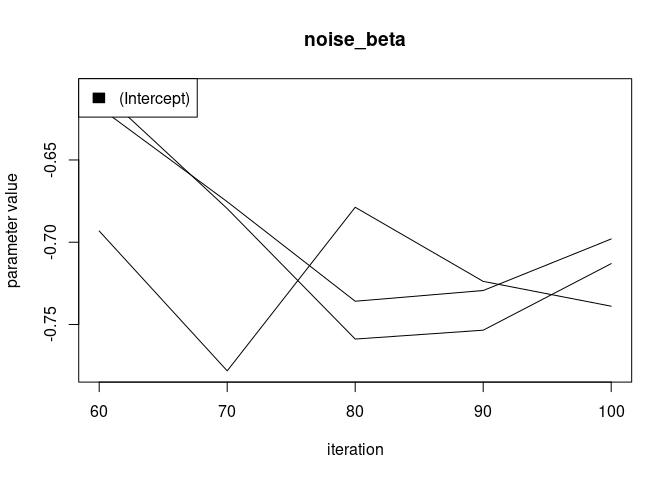 noise_beta
(Intercept)
-0.65
-0.70
-0.75
parameter value
60 70 80 90 100
iteration